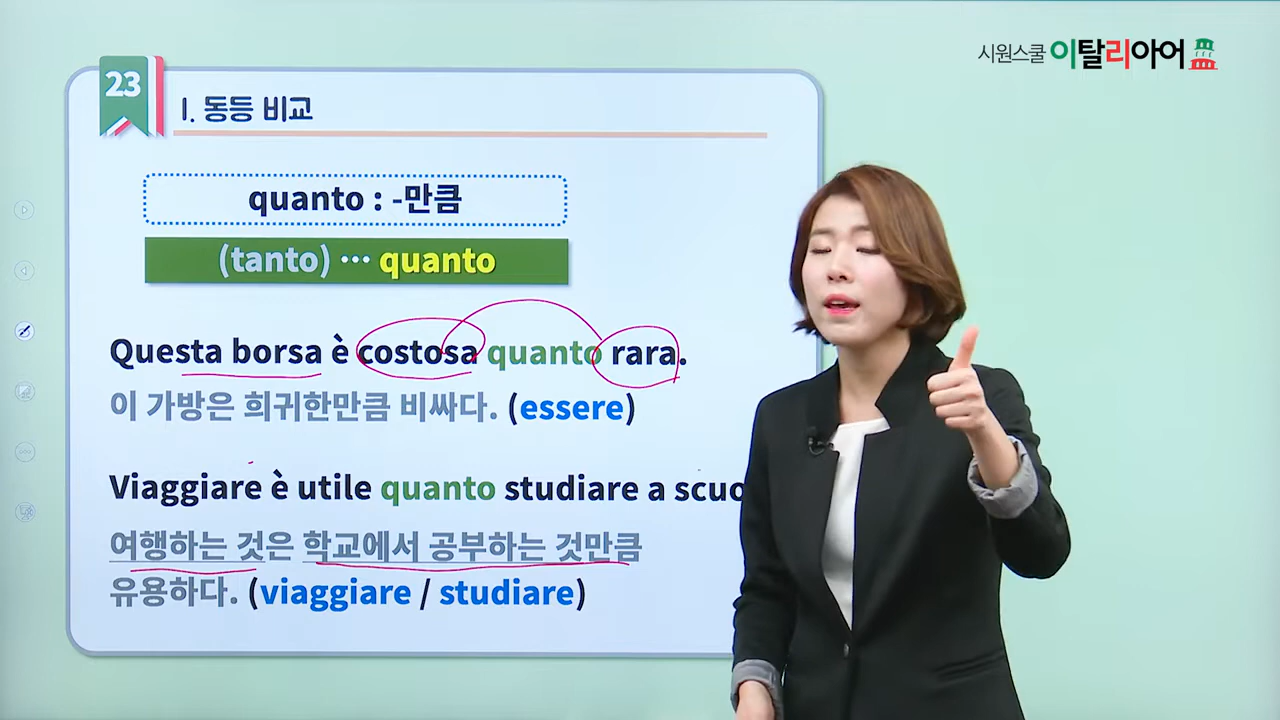 시원스쿨 이탈리아어
23
I. 동등 비교
quanto : -만큼
(tanto) ··· quanto
Questa borsa è costosa quanto rara.
이 가방은 희귀한만큼 비싸다. (essere)
Viaggiare è utile quanto studiare a scuo
여행하는 것은 학교에서 공부하는 것만큼
유용하다. (viaggiare / studiare)